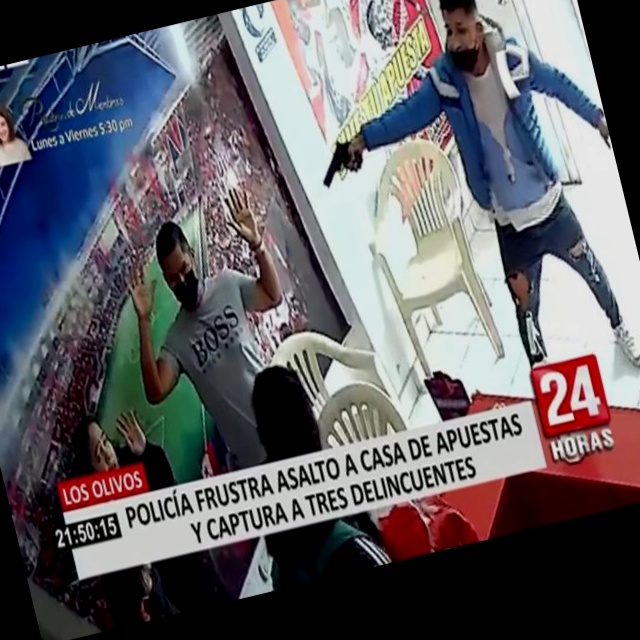 Lunes a Viernes 5:30 pm
APUESTA
BOSS
24
HORAS
LOS OLIVOS
21:50:15
POLICÍA FRUSTRA ASALTO A CASA DE APUESTAS
Y CAPTURA A TRES DELINCUENTES